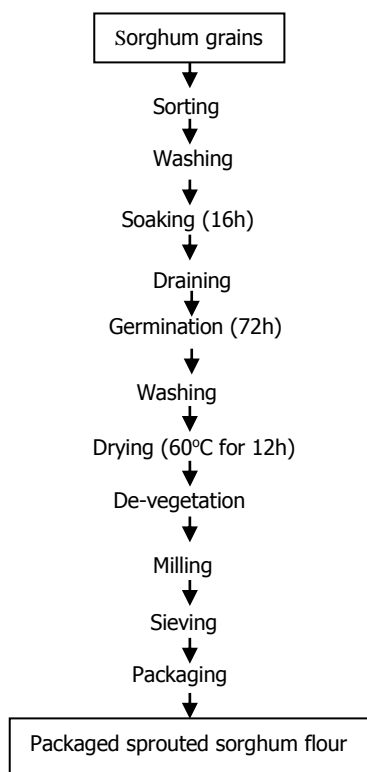 Sorghum grains
Sorting
Washing
Soaking (16h)
Draining
Germination (72h)
Washing
Drying (60°C for 12h)
De-vegetation
Milling
Sieving
Packaging
Packaged sprouted sorghum flour